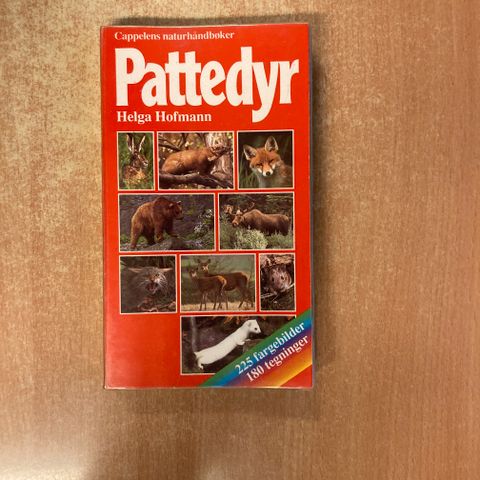 Cappelens naturhåndbøker
Pattedyr
Helga Hofmann
225 fargebilder
180 tegninger